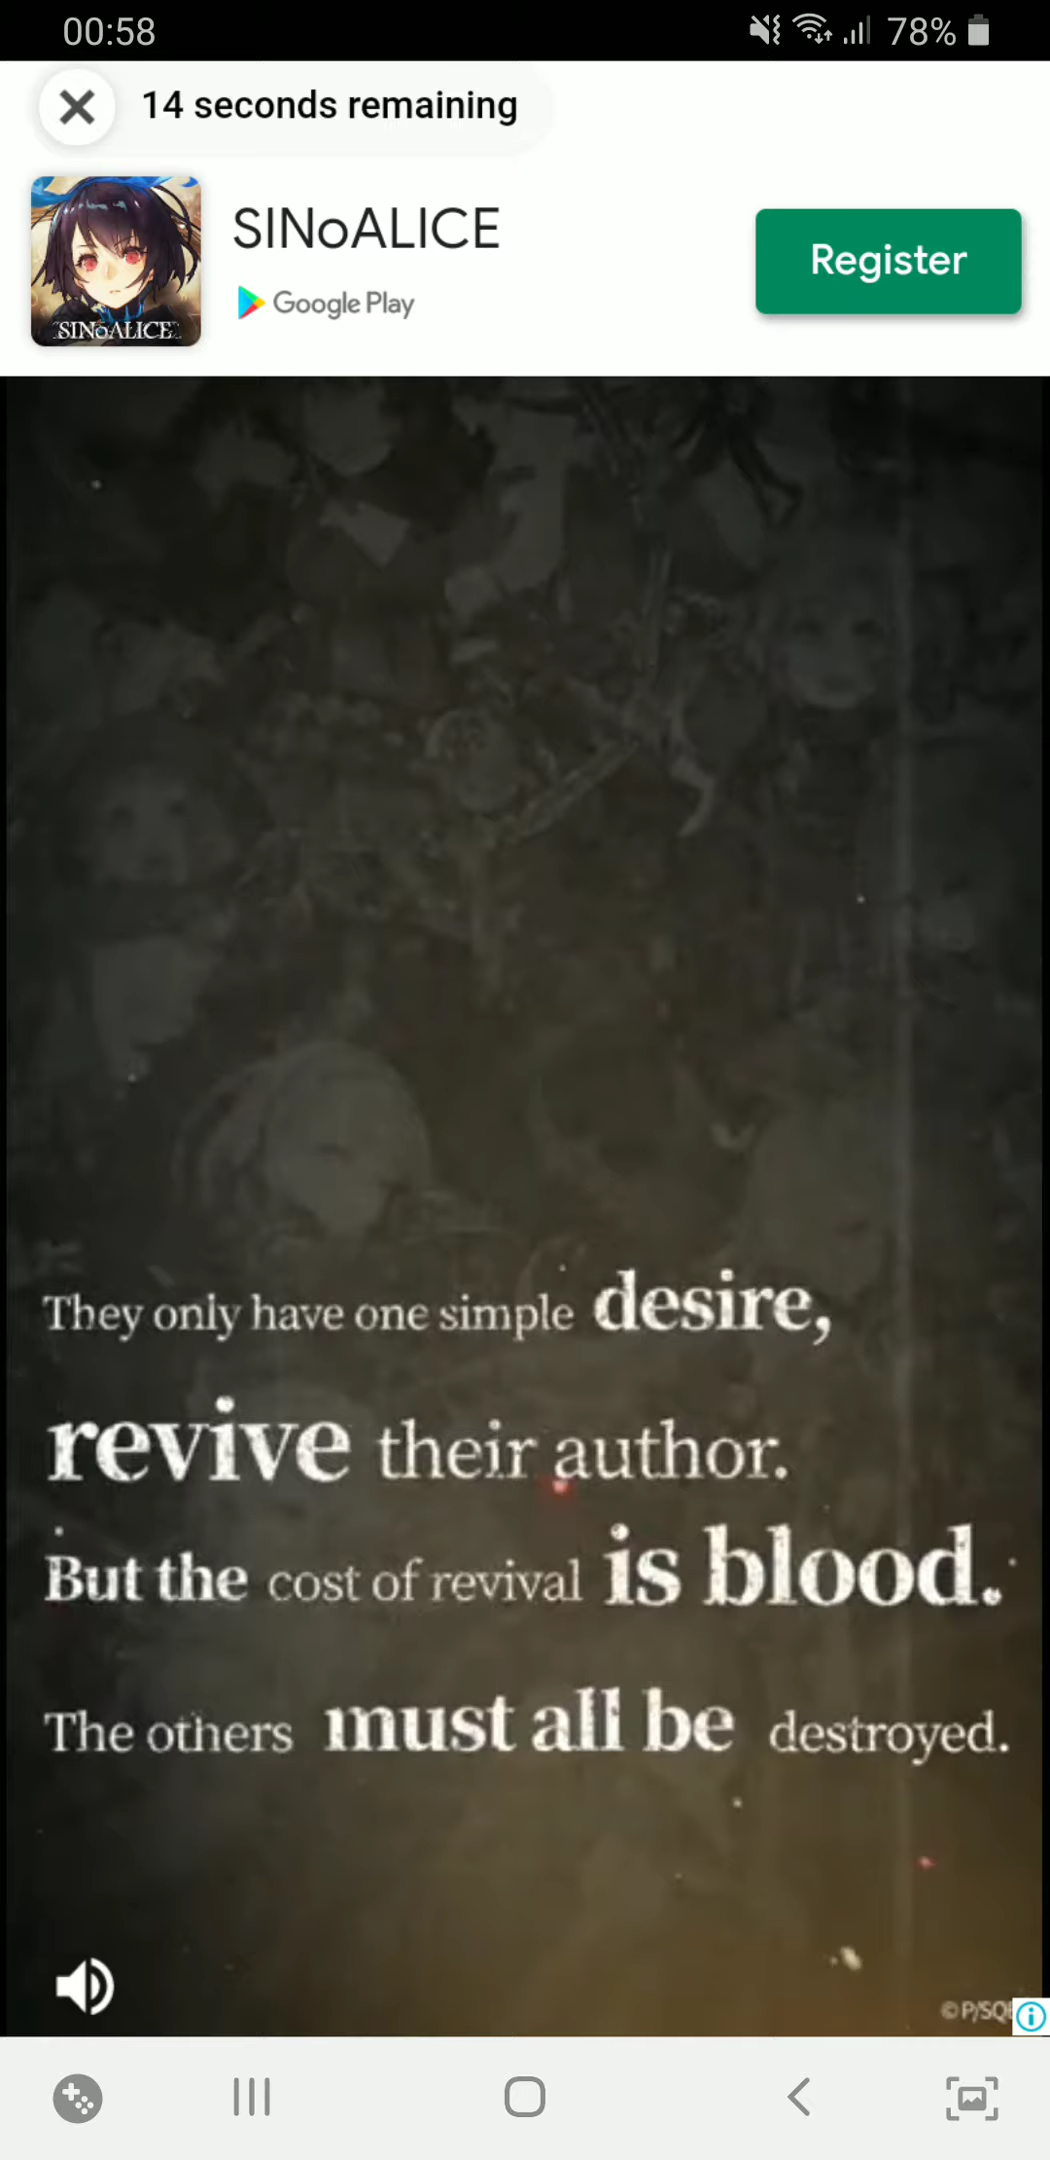 00:58
78%
14 seconds remaining
SINoALICE
SINoALICE
Google Play
Register
They only have one simple desire,
revive their author.
But the cost of revival is blood.
The others must all be destroyed.
© P/SQ